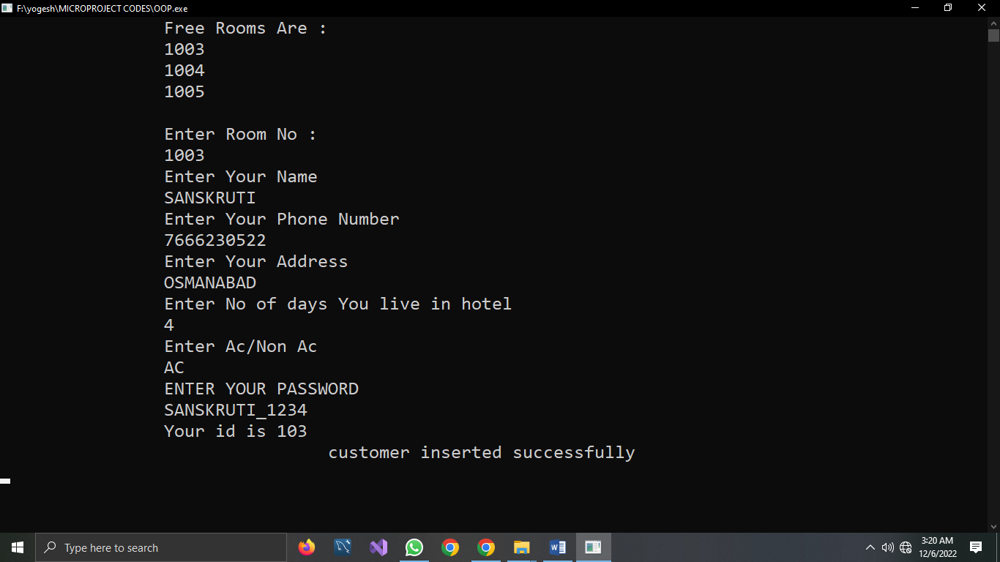 F:\yogesh\MICROPROJECT CODES\OOP.exe
Free Rooms Are :
1003
1004
1005
Enter Room No :
1003
Enter Your Name
SANSKRUTI
Enter Your Phone Number
7666230522
Enter Your Address
OSMANABAD
Enter No of days You live in hotel
4
Enter Ac/Non Ac
AC
ENTER YOUR PASSWORD
SANSKRUTI_1234
Your id is 103
customer inserted successfully
Type here to search
3:20 AM
12/6/2022